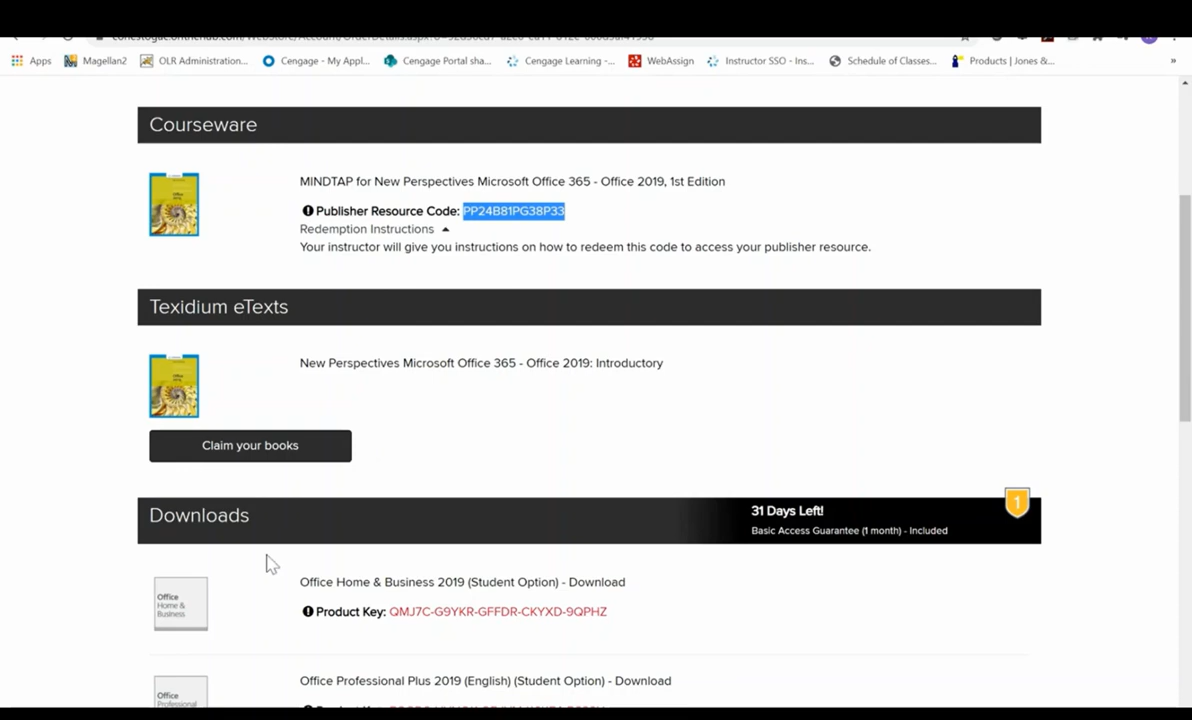 Apps
Magellan2
OLR Administration...
Cengage - My Appl...
Cengage Portal sha...
Cengage Learning -...
WebAssign
Instructor SSO - Ins...
Schedule of Classes...
Products | Jones &...
»
Courseware
MINDTAP for New Perspectives Microsoft Office 365 - Office 2019, 1st Edition
Publisher Resource Code: PP24B81PG38P33
Redemption Instructions
Your instructor will give you instructions on how to redeem this code to access your publisher resource.
Texidium eTexts
New Perspectives Microsoft Office 365 - Office 2019: Introductory
Claim your books
Downloads
31 Days Left!
1
Basic Access Guarantee (1 month) - Included
Office Home & Business 2019 (Student Option) - Download
Office
Home &
Business
Product Key: QMJ7C-G9YKR-GFFDR-CKYXD-9QPHZ
Office Professional Plus 2019 (English) (Student Option) - Download
Office
Professional